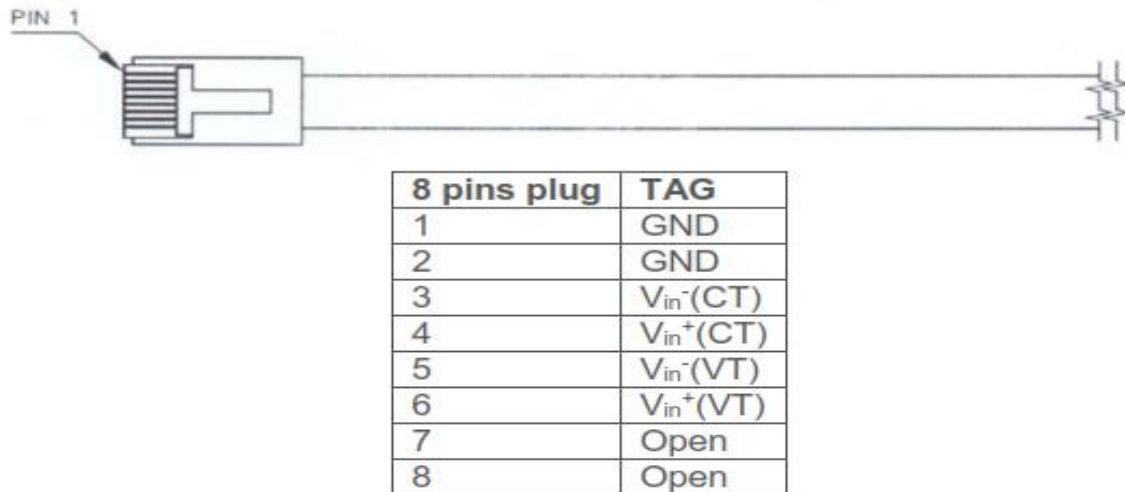 PIN 1
8 pins plug TAG
1 GND
2 GND
3 Vin-(CT)
4 Vin+(CT)
5 Vin-(VT)
6 Vin+(VT)
7 Open
8 Open